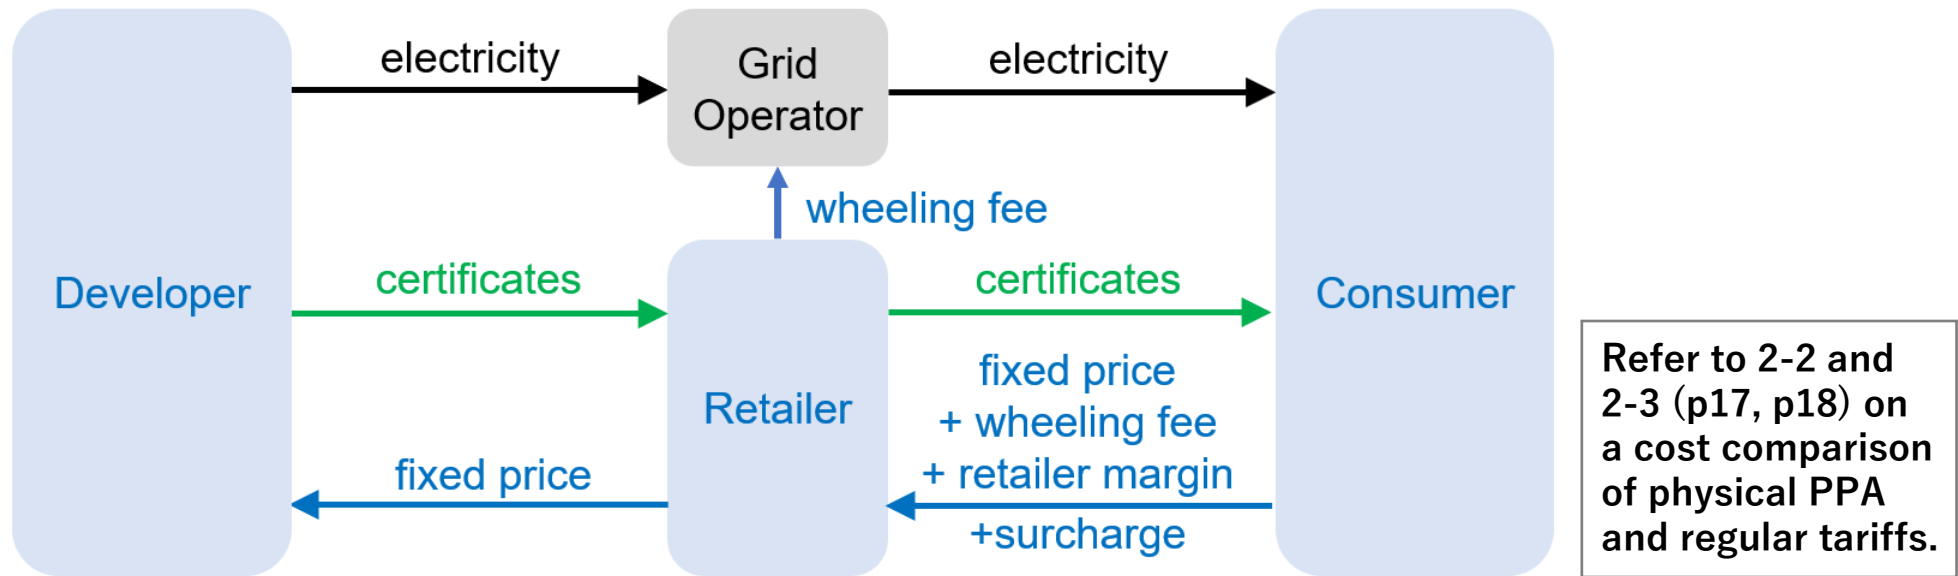 electricity
Grid
Operator
electricity
wheeling fee
Developer
certificates
certificates
Consumer
Retailer
fixed price
fixed price
+ wheeling fee
+ retailer margin
+surcharge
Refer to 2-2 and
2-3 (p17, p18) on
a cost comparison
of physical PPA
and regular tariffs.